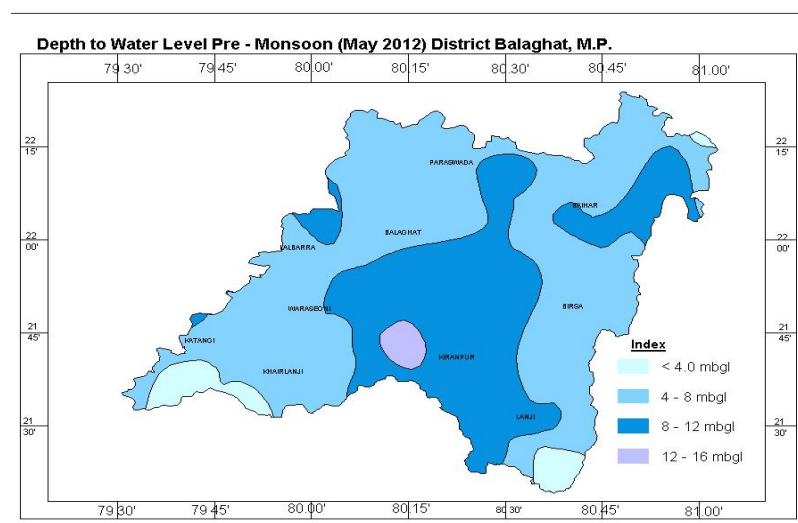 Depth to Water Level Pre - Monsoon (May 2012) District Balaghat, M.P.
79 30' 79 45' 80.00' 80.15' 80.30' 80.45' 81.00'
22 15'
22 15'
PARASWADA
BAIHAR
BALAGHAT
22 00'
LALBARRA
22 00'
WARASEONI
BIRSA
21 45'
KATANGI
21 45'
Index
KIRANPUR
< 4.0 mbgl
KHAIRLANJI
4 - 8 mbgl
LANJI
8 - 12 mbgl
21 30'
21 30'
12 - 16 mbgl
79 30' 79 45' 80.00' 80.15' 80.30' 80.45' 81.00'